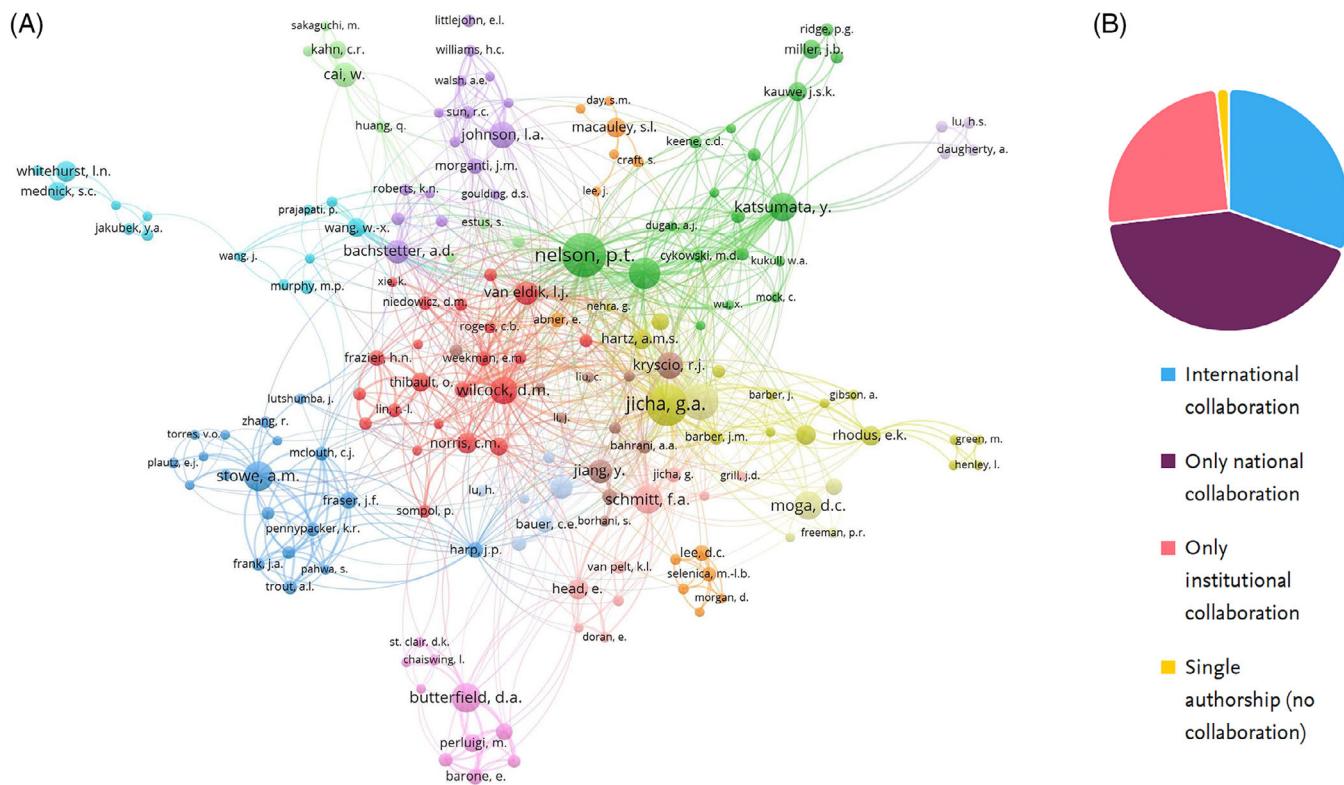 (A)
(B)
littlejohn, e.l.
sakaguchi, m.
ridge, p.g.
kahn, c.r.
williams, h.c.
miller, j.b.
cai, w.
walsh, a.e.
kauwe, j.s.k.
day, s.m.
sun, r.c.
lu, h.s.
huang, q.
johnson, l.a.
macauley, s.l.
keene, c.d.
daugherty, a.
craft, s.
whitehurst, l.n.
morganti, j.m.
mednick, s.c.
roberts, k.n.
goulding, d.s.
lee, j.
prajapati, p.
katsumata, y.
jakubek, y.a.
wang, w.-x.
estus, s.
dugan, a.j.
bachstetter, a.d.
nelson, p.t.
cykowski, m.d.
wang, j.
kukull, w.a.
murphy, m.p.
xie, k.
van eldik, l.j.
mock, c.
niedowicz, d.m.
nehra, g.
wu, x.
abner, e.
rogers, c.b.
hartz, a.m.s.
frazier, h.n.
weekman, e.m.
kryscio, r.j.
liu, c.
thibault, o.
wilcock, d.m.
lutshumba, j.
barber, j.
gibson, a.
lin, r.-l.
jicha, g.a.
zhang, r.
li, j.
torres, v.o.
norris, c.m.
bahrani, a.a.
barber, j.m.
rhodus, e.k.
green, m.
mclouth, c.j.
plautz, e.j.
henley, l.
stowe, a.m.
jiang, y.
jicha, g.
grill, j.d.
lu, h.
fraser, j.f.
schmitt, f.a.
moga, d.c.
sompol, p.
pennypacker, k.r.
bauer, c.e.
borhani, s.
freeman, p.r.
harp, j.p.
lee, d.c.
frank, j.a.
pahwa, s.
van pelt, k.l.
selenica, m.-l.b.
trout, a.l.
head, e.
morgan, d.
doran, e.
st. clair, d.k.
chaiswing, l.
butterfield, d.a.
perluigi, m.
barone, e.
International
collaboration
Only national
collaboration
Only
institutional
collaboration
Single
authorship (no
collaboration)